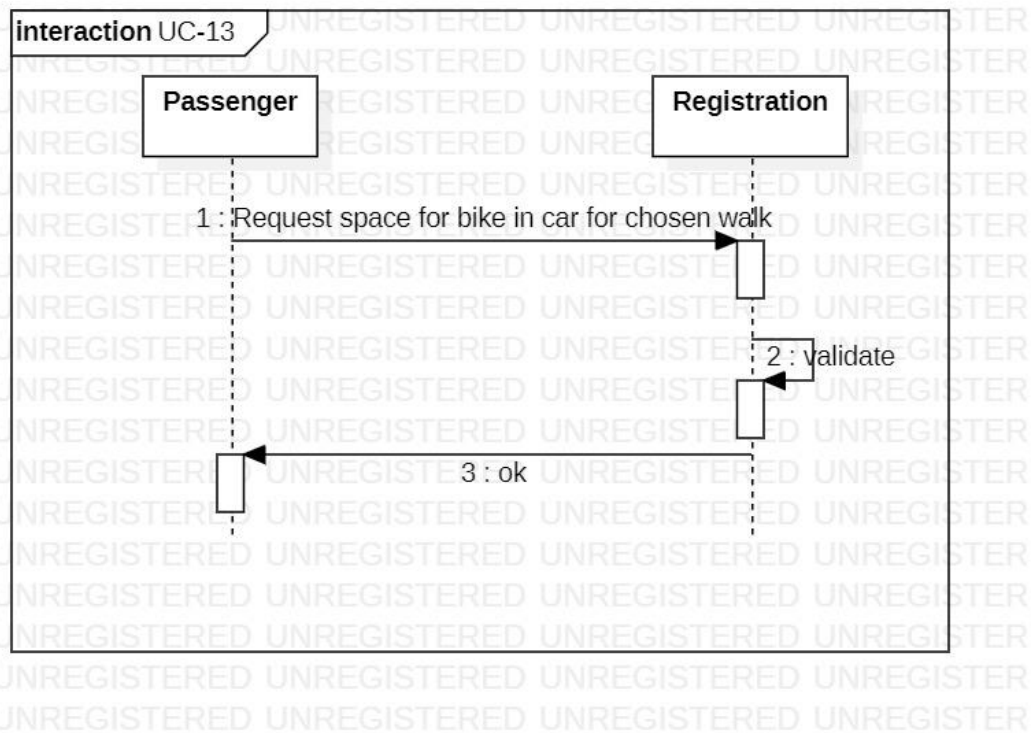 interaction UC-13
Passenger
Registration
1 : Request space for bike in car for chosen walk
2 : validate
3 : ok
UNREGISTERED